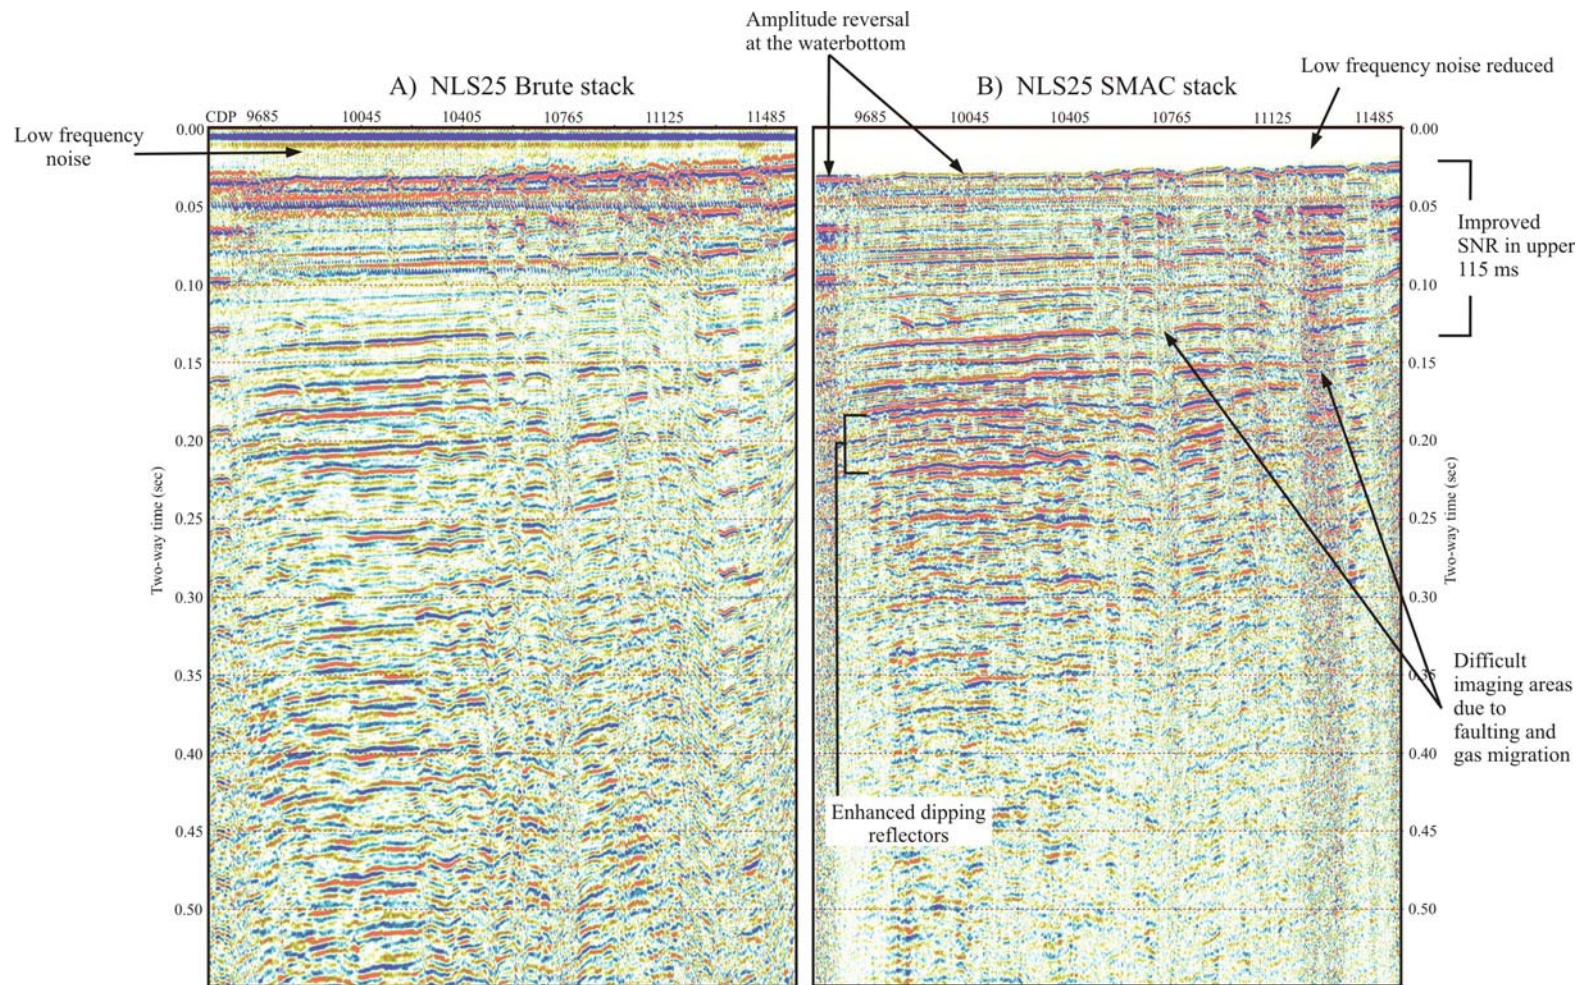 Amplitude reversal
at the waterbottom
Low frequency noise reduced
A) NLS25 Brute stack
B) NLS25 SMAC stack
CDP 9685 10045 10405 10765 11125 11485
9685 10045 10405 10765 11125 11485
Low frequency
noise
0.00
0.05
0.10
0.15
0.20
0.25
0.30
0.35
0.40
0.45
0.50
Two-way time (sec)
0.00
0.05
0.10
0.15
0.20
0.25
0.30
0.35
0.40
0.45
0.50
Two-way time (sec)
Improved
SNR in upper
115 ms
Difficult
imaging areas
due to
faulting and
gas migration
Enhanced dipping
reflectors